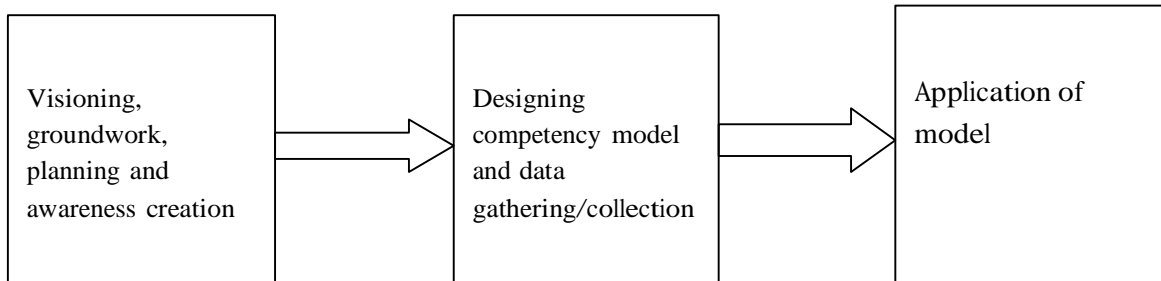 Visioning,
groundwork,
planning and
awareness creation
Designing
competency model
and data
gathering/collection
Application of
model